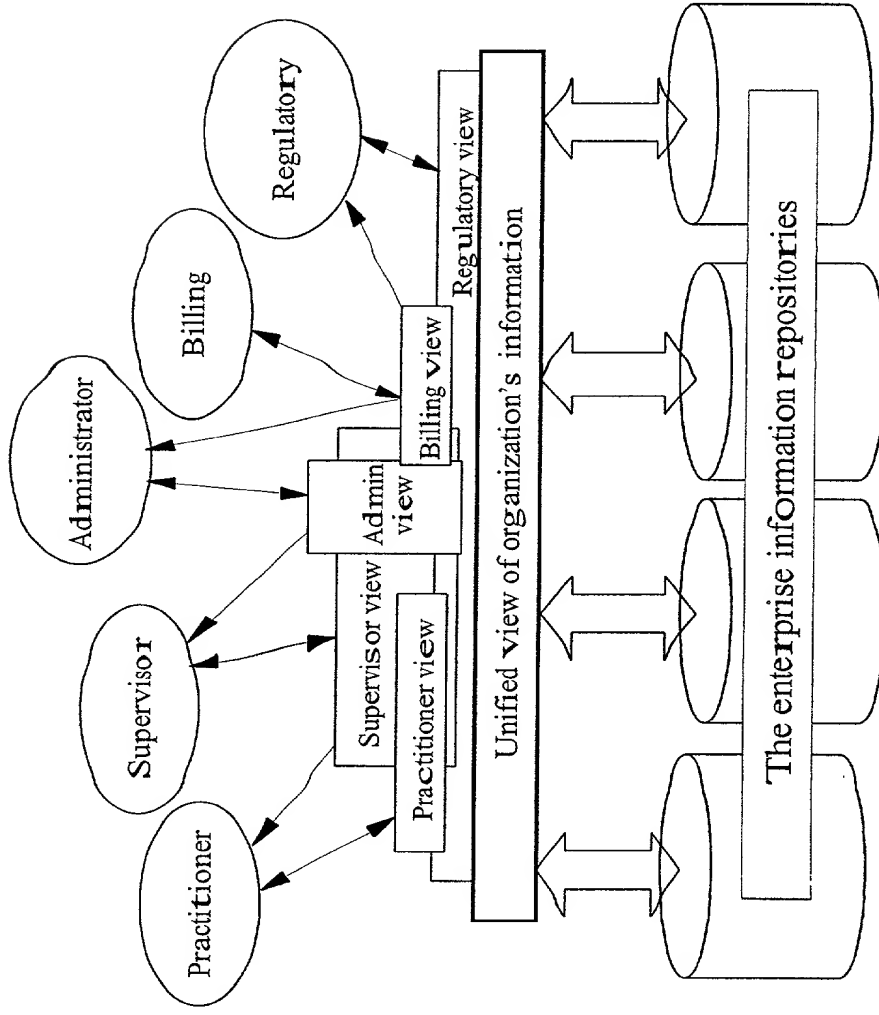 Practitioner
Supervisor
Administrator
Billing
Regulatory
Supervisor view
Admin
view
Practitioner view
Billing view
Regulatory view
Unified view of organization's information
The enterprise information repositories